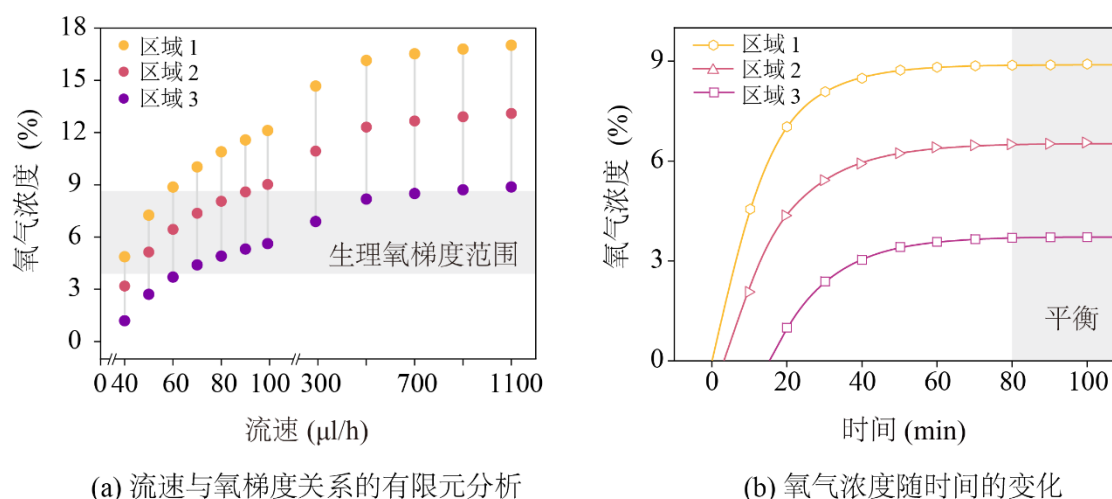 18
15
12
9
6
3
0
氧气浓度 (%)
区域 1
区域 2
区域 3
生理氧梯度范围
0 40 60 80 100 300 700 1100
流速 (μl/h)
(a) 流速与氧梯度关系的有限元分析
9
6
3
0
氧气浓度 (%)
区域 1
区域 2
区域 3
平衡
0 20 40 60 80 100
时间 (min)
(b) 氧气浓度随时间的变化